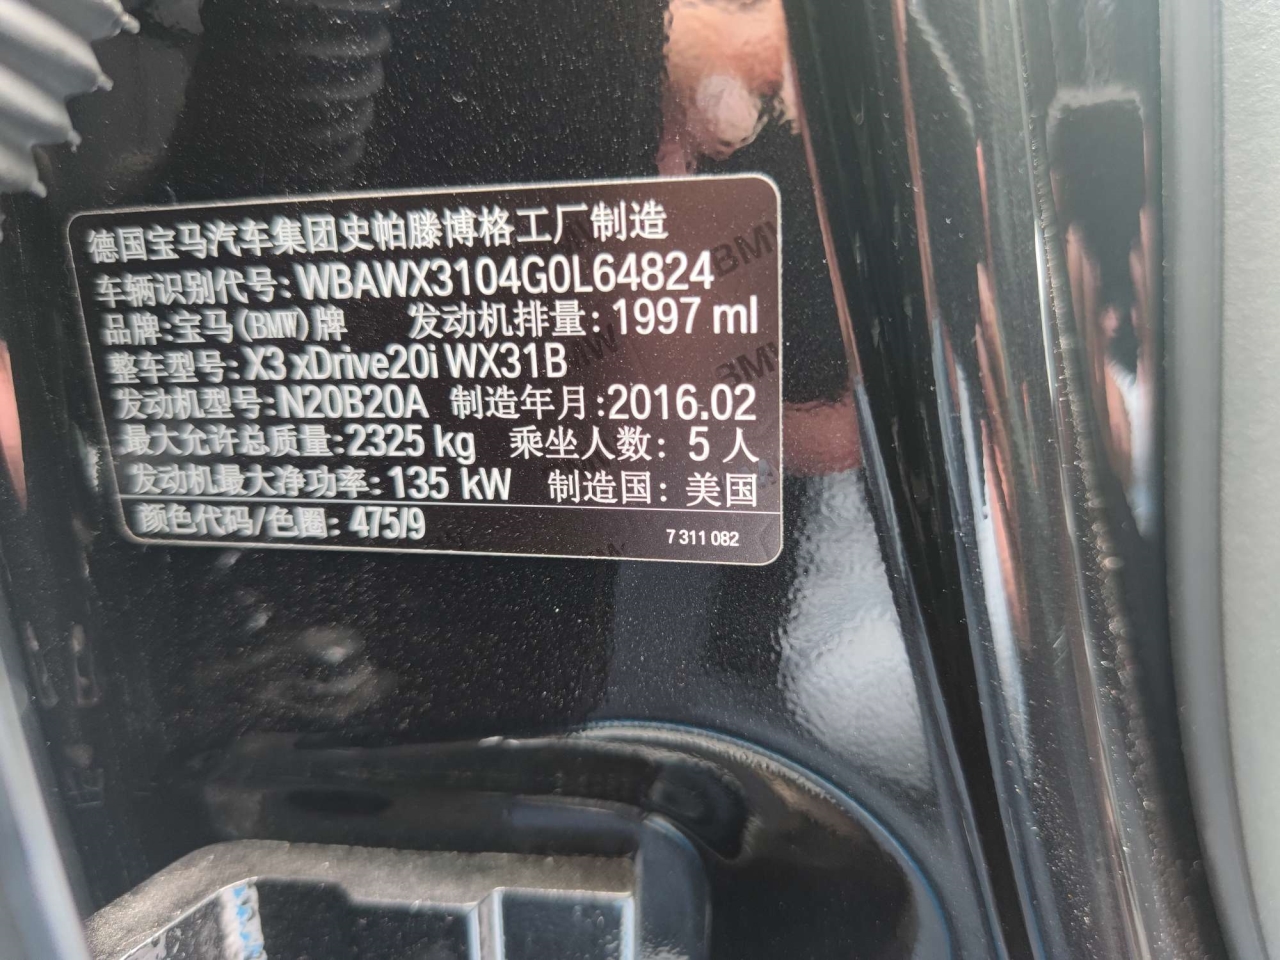 德国宝马汽车集团史帕滕博格工厂制造
车辆识别代号: WBAWX3104G0L64824
品牌: 宝马(BMW)牌 发动机排量: 1997 ml
整车型号: X3 xDrive20i WX31B
发动机型号: N20B20A 制造年月: 2016.02
最大允许总质量: 2325 kg 乘坐人数: 5 人
发动机最大净功率: 135 kW 制造国: 美国
颜色代码/色圈: 475/9 7 311 082